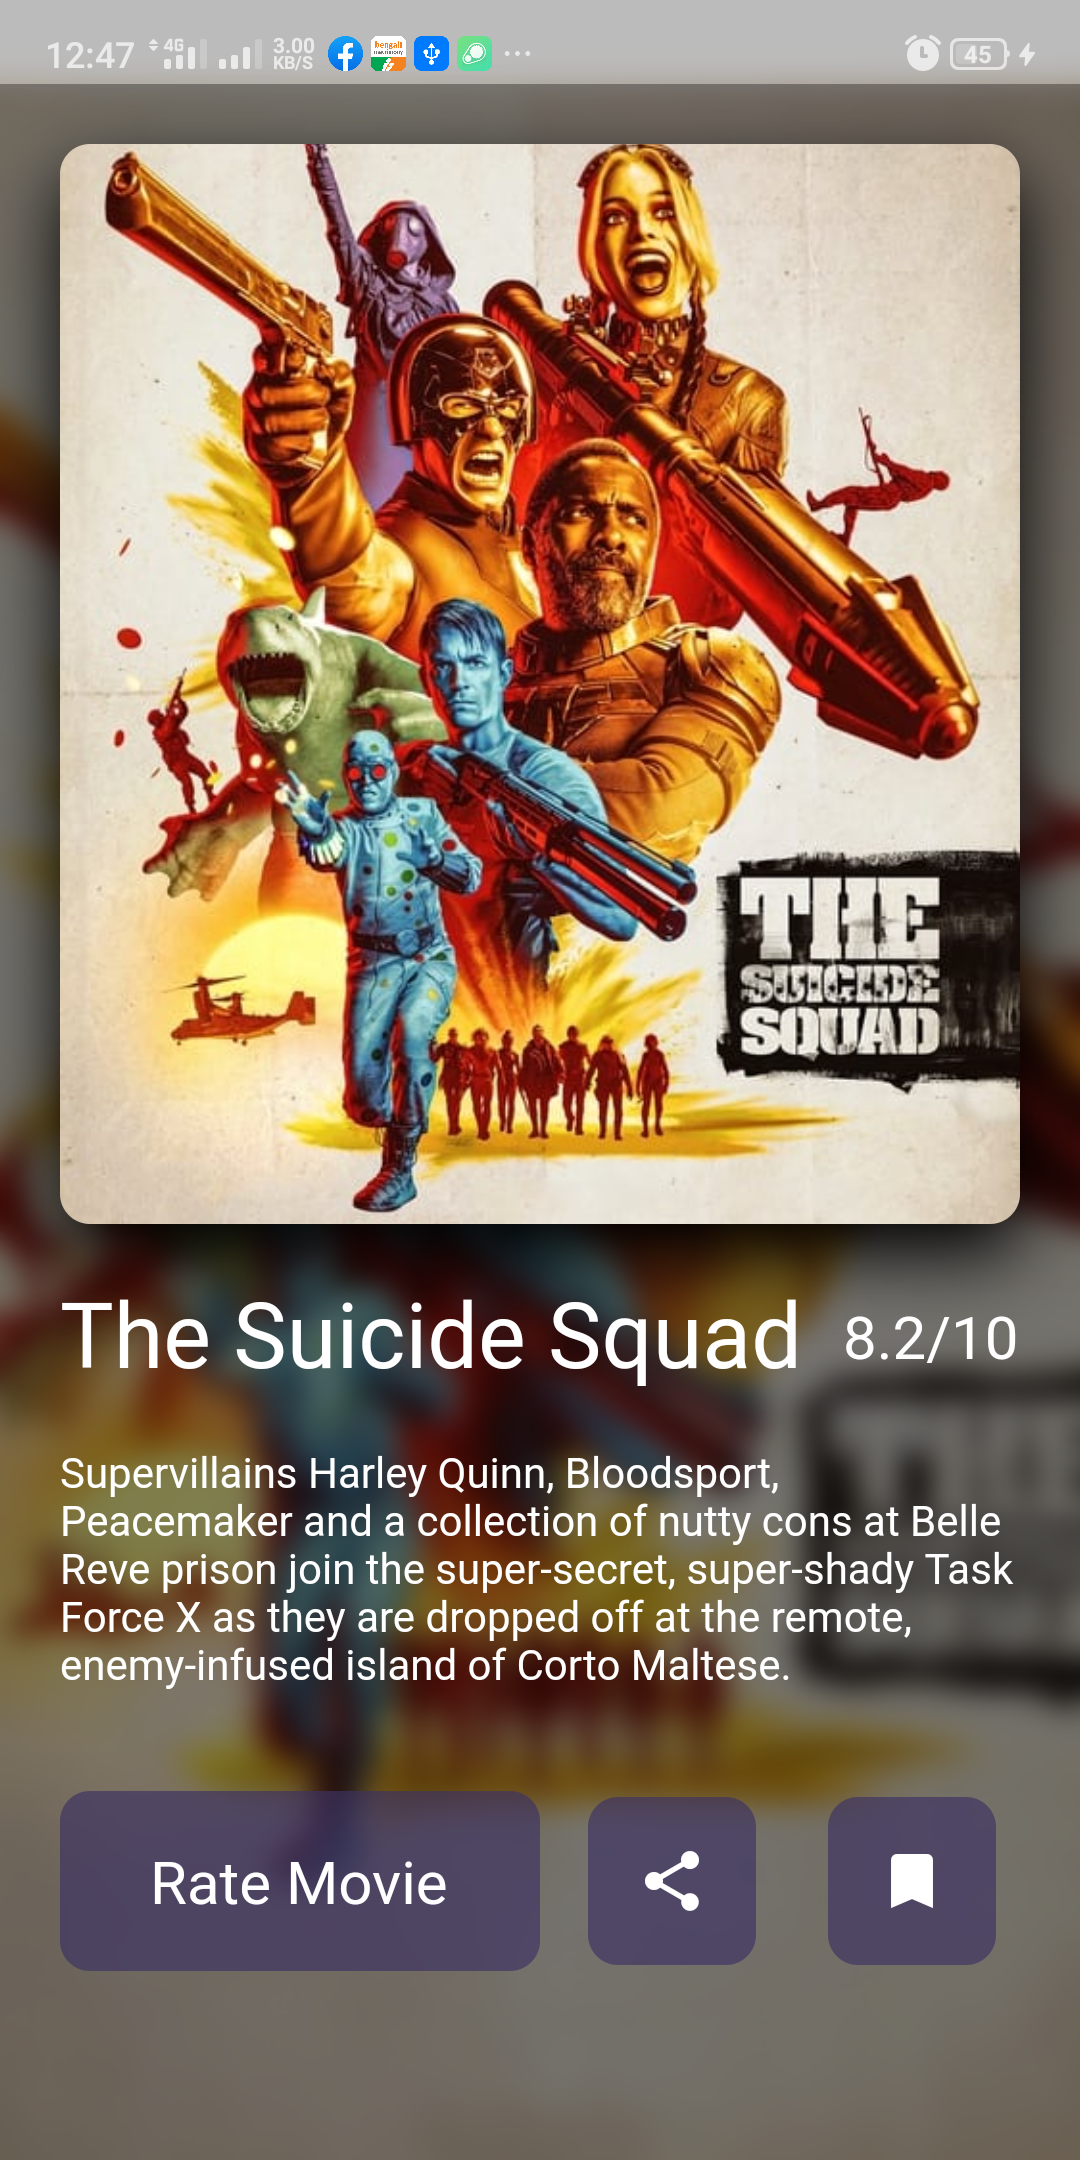 12:47 4G 3.00 KB/S bengali 45
THE
SUICIDE
SQUAD
The Suicide Squad 8.2/10
Supervillains Harley Quinn, Bloodsport,
Peacemaker and a collection of nutty cons at Belle
Reve prison join the super-secret, super-shady Task
Force X as they are dropped off at the remote,
enemy-infused island of Corto Maltese.
Rate Movie